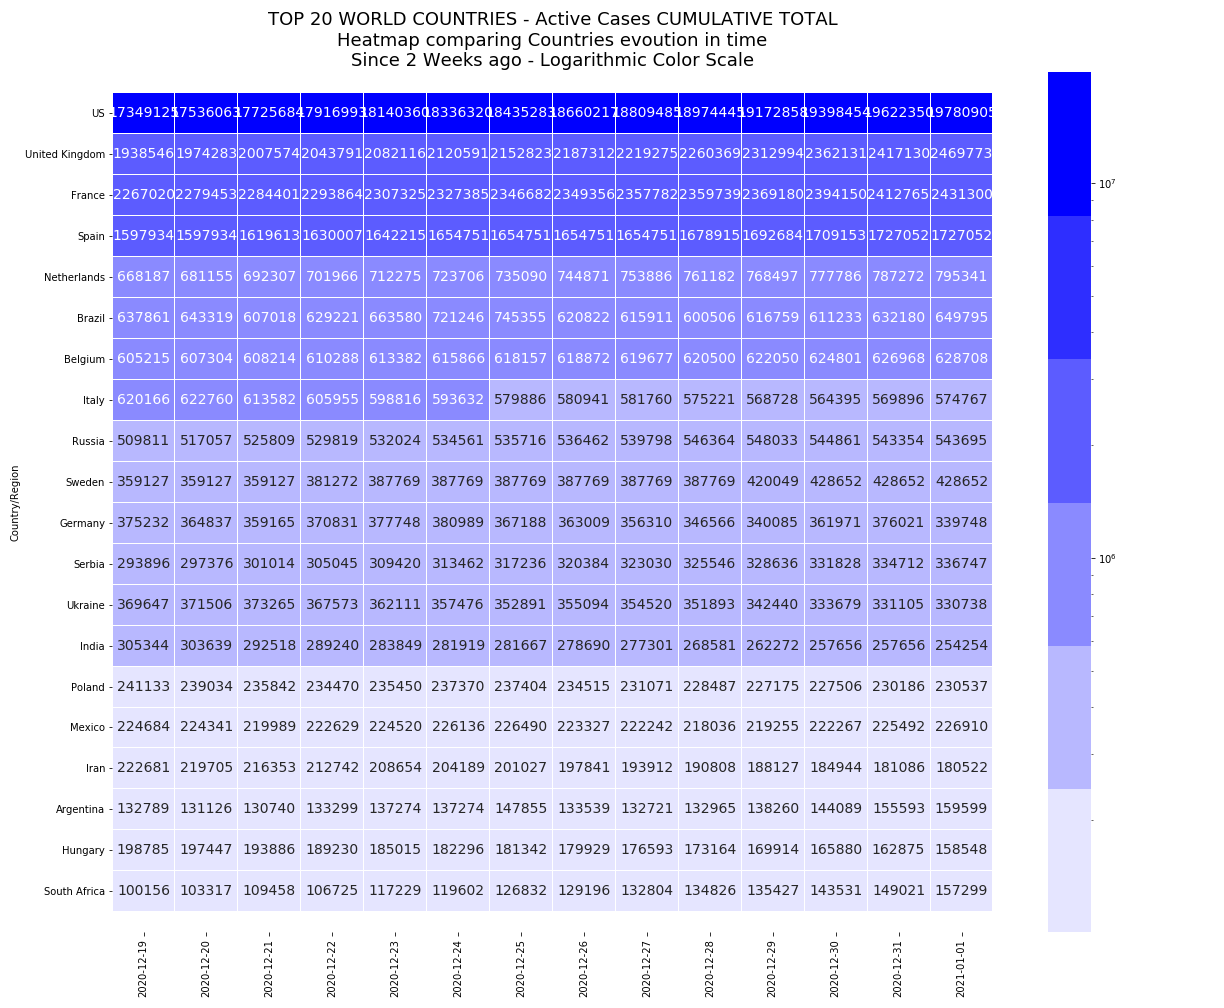 TOP 20 WORLD COUNTRIES - Active Cases CUMULATIVE TOTAL
Heatmap comparing Countries evoution in time
Since 2 Weeks ago - Logarithmic Color Scale
US 17349125 17536063 17725684 17916993 18140360 18336320 18435283 18660217 18809485 18974445 19172858 19398454 19622350 19780905
United Kingdom 1938546 1974283 2007574 2043791 2082116 2120591 2152823 2187312 2219275 2260369 2312994 2362131 2417130 2469773
France 2267020 2279453 2284401 2293864 2307325 2327385 2346682 2349356 2357782 2359739 2369180 2394150 2412765 2431300
Spain 1597934 1597934 1619613 1630007 1642215 1654751 1654751 1654751 1654751 1678915 1692684 1709153 1727052 1727052
Netherlands 668187 681155 692307 701966 712275 723706 735090 744871 753886 761182 768497 777786 787272 795341
Brazil 637861 643319 607018 629221 663580 721246 745355 620822 615911 600506 616759 611233 632180 649795
Belgium 605215 607304 608214 610288 613382 615866 618157 618872 619677 620500 622050 624801 626968 628708
Italy 620166 622760 613582 605955 598816 593632 579886 580941 581760 575221 568728 564395 569896 574767
Russia 509811 517057 525809 529819 532024 534561 535716 536462 539798 546364 548033 544861 543354 543695
Sweden 359127 359127 359127 381272 387769 387769 387769 387769 387769 387769 420049 428652 428652 428652
Germany 375232 364837 359165 370831 377748 380989 367188 363009 356310 346566 340085 361971 376021 339748
Serbia 293896 297376 301014 305045 309420 313462 317236 320384 323030 325546 328636 331828 334712 336747
Ukraine 369647 371506 373265 367573 362111 357476 352891 355094 354520 351893 342440 333679 331105 330738
India 305344 303639 292518 289240 283849 281919 281667 278690 277301 268581 262272 257656 257656 254254
Poland 241133 239034 235842 234470 235450 237370 237404 234515 231071 228487 227175 227506 230186 230537
Mexico 224684 224341 219989 222629 224520 226136 226490 223327 222242 218036 219255 222267 225492 226910
Iran 222681 219705 216353 212742 208654 204189 201027 197841 193912 190808 188127 184944 181086 180522
Argentina 132789 131126 130740 133299 137274 137274 147855 133539 132721 132965 138260 144089 155593 159599
Hungary 198785 197447 193886 189230 185015 182296 181342 179929 176593 173164 169914 165880 162875 158548
South Africa 100156 103317 109458 106725 117229 119602 126832 129196 132804 134826 135427 143531 149021 157299
Country/Region
2020-12-19 2020-12-20 2020-12-21 2020-12-22 2020-12-23 2020-12-24 2020-12-25 2020-12-26 2020-12-27 2020-12-28 2020-12-29 2020-12-30 2020-12-31 2021-01-01
10⁷
10⁶